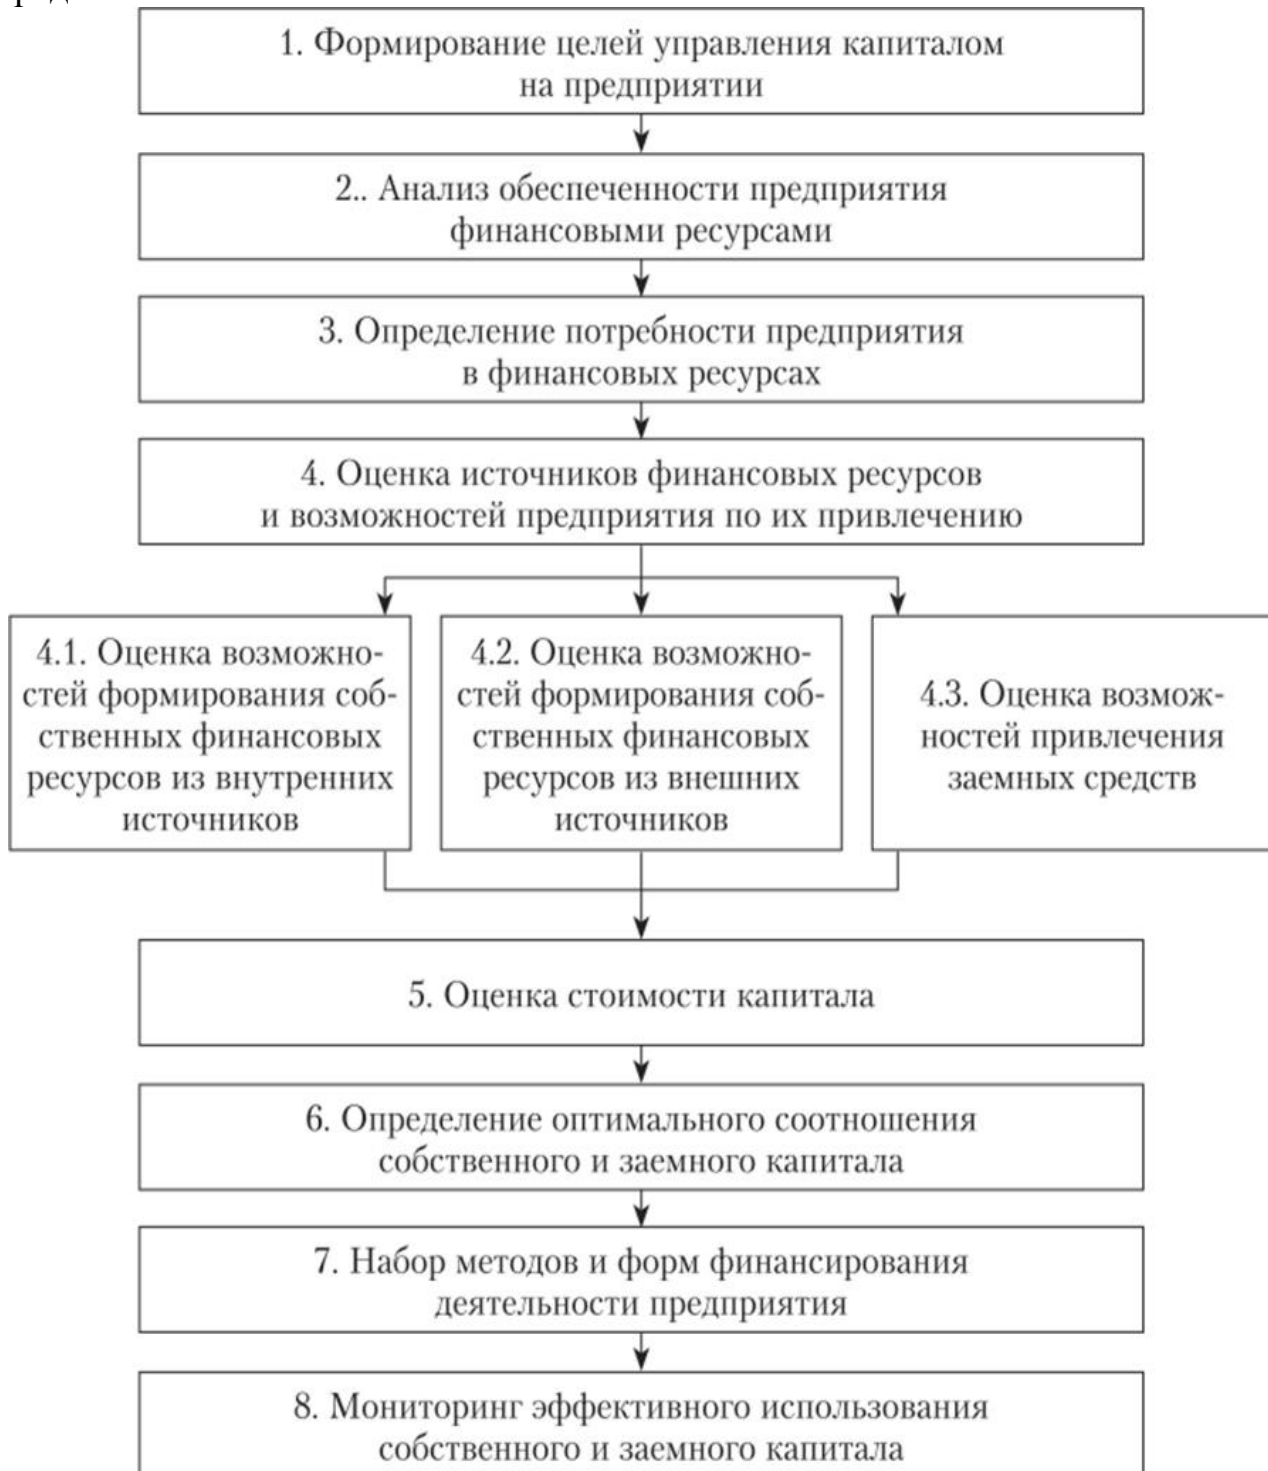 1. Формирование целей управления капиталом
на предприятии
2.. Анализ обеспеченности предприятия
финансовыми ресурсами
3. Определение потребности предприятия
в финансовых ресурсах
4. Оценка источников финансовых ресурсов
и возможностей предприятия по их привлечению
4.1. Оценка возможно-
стей формирования соб-
ственных финансовых
ресурсов из внутренних
источников
4.2. Оценка возможно-
стей формирования соб-
ственных финансовых
ресурсов из внешних
источников
4.3. Оценка возмож-
ностей привлечения
заемных средств
5. Оценка стоимости капитала
6. Определение оптимального соотношения
собственного и заемного капитала
7. Набор методов и форм финансирования
деятельности предприятия
8. Мониторинг эффективного использования
собственного и заемного капитала